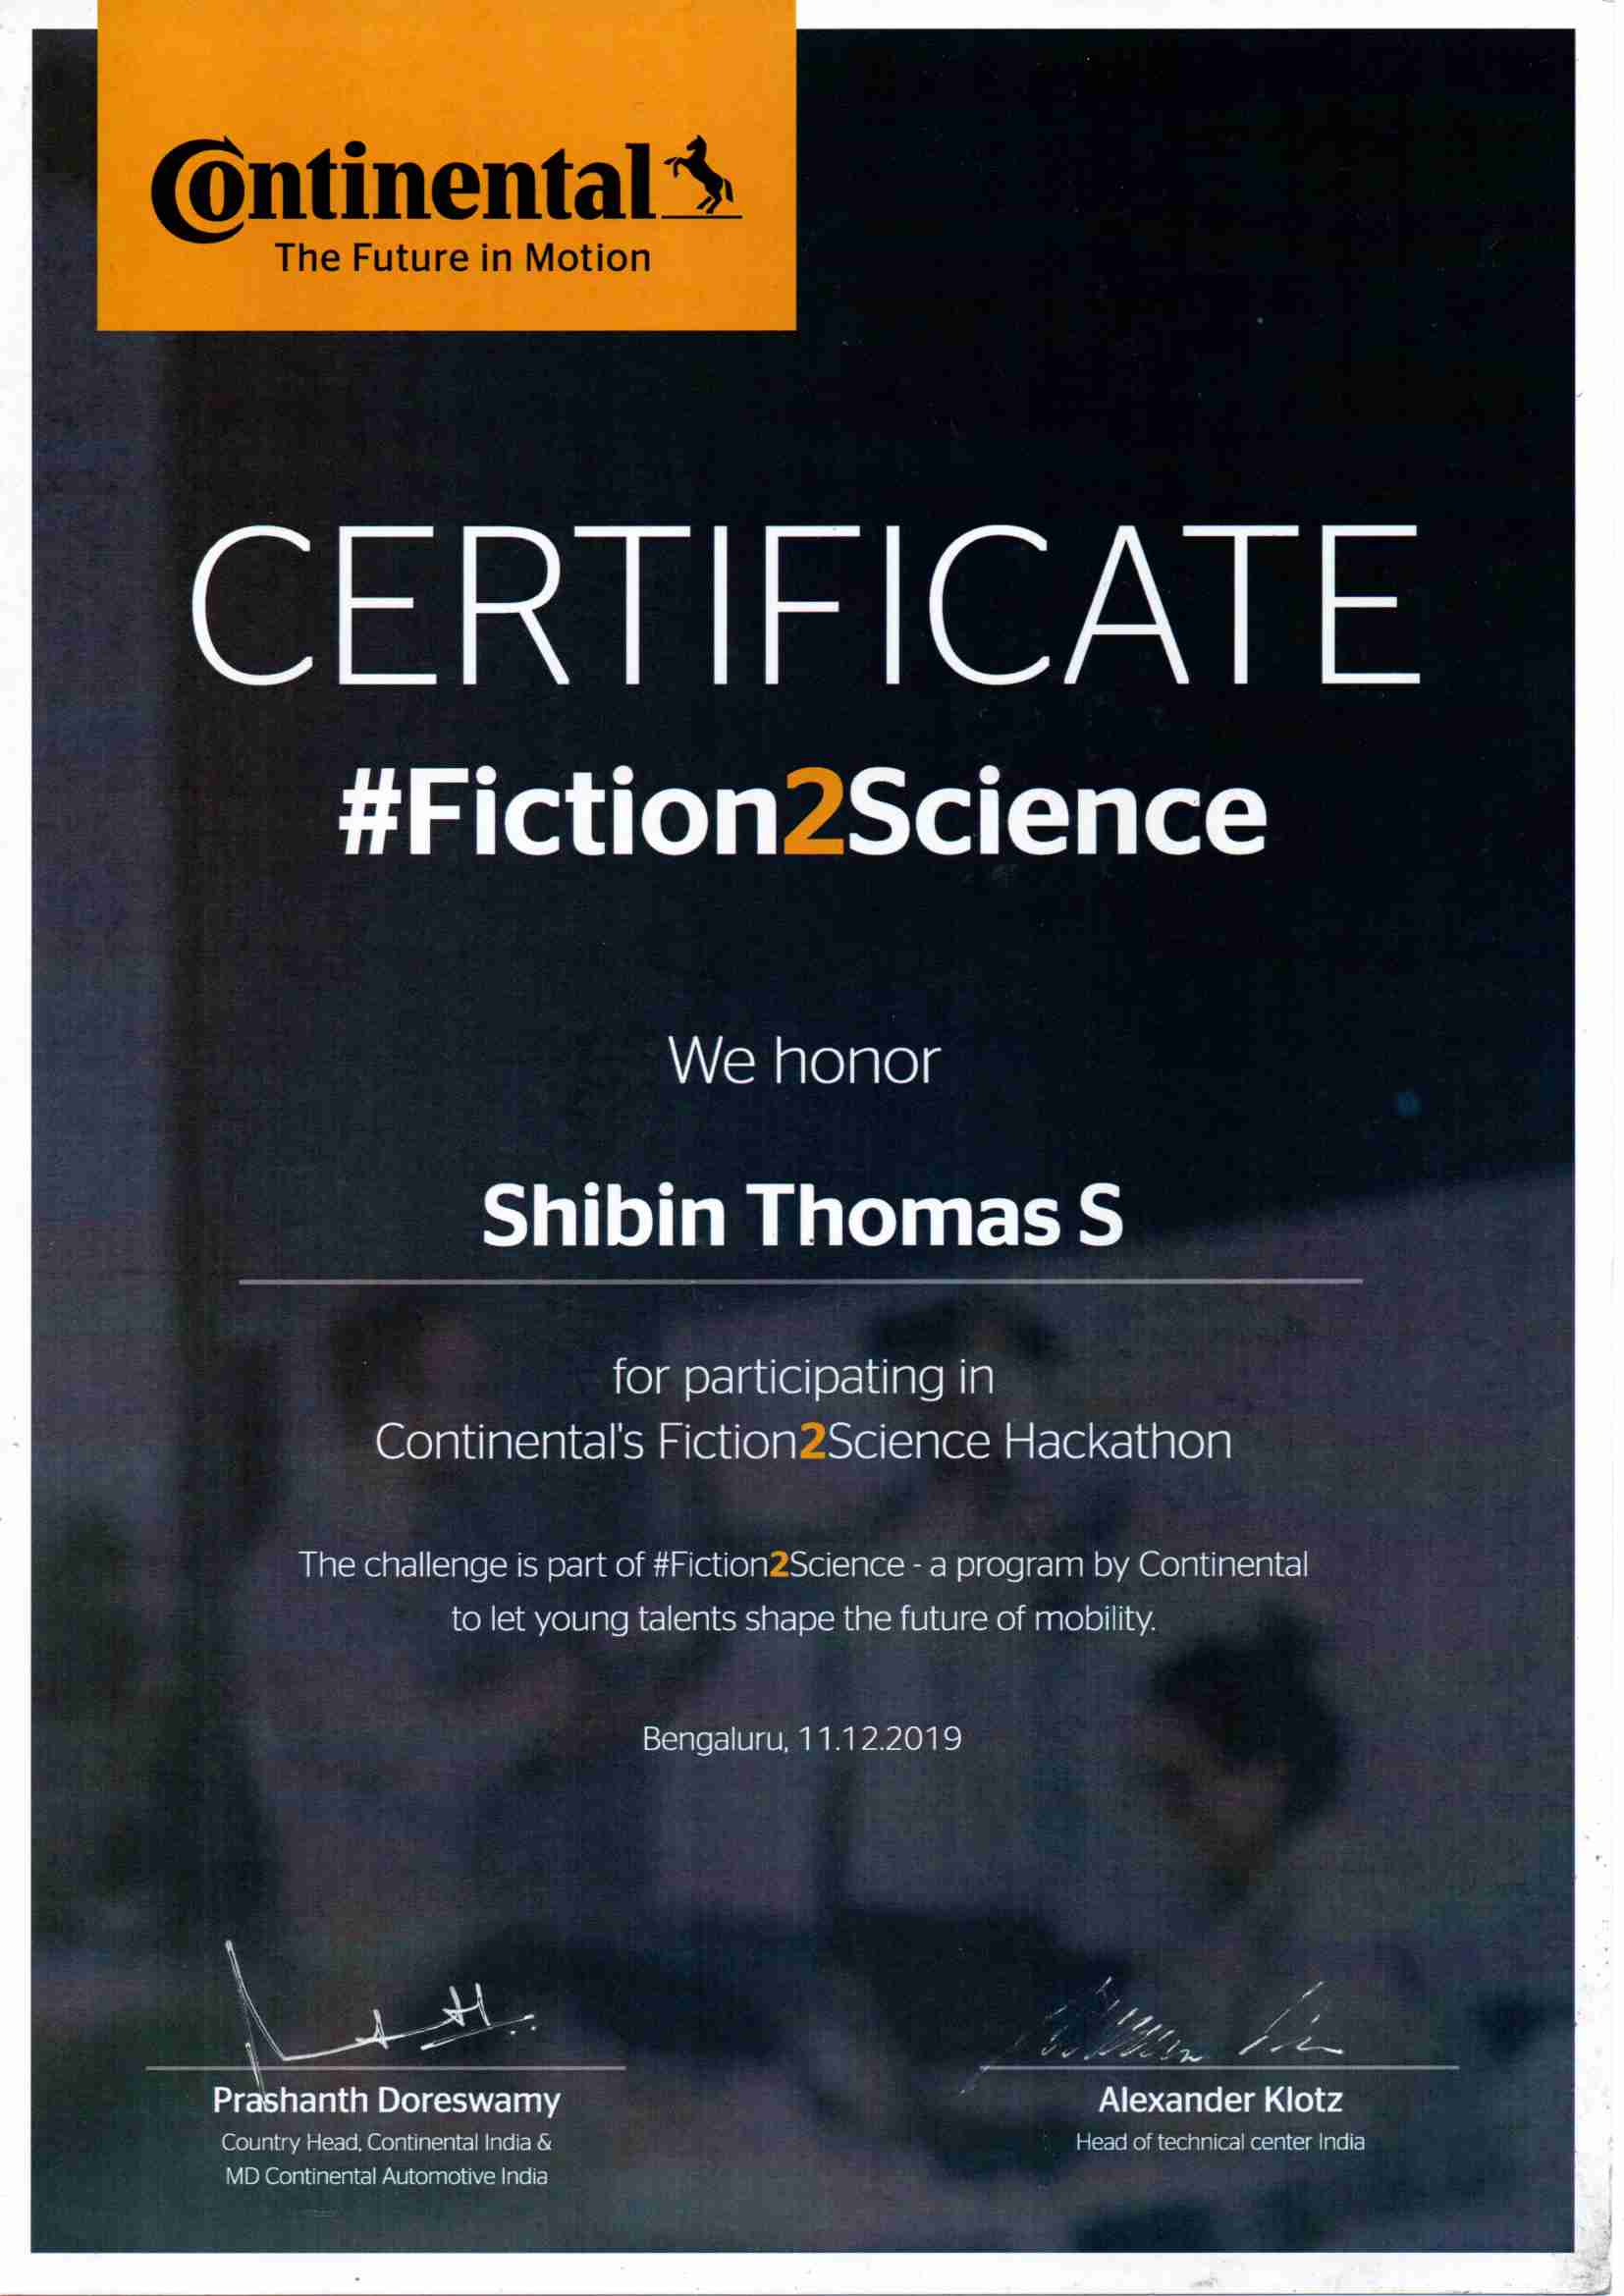 Continental
The Future in Motion
CERTIFICATE
#Fiction2Science
We honor
Shibin Thomas S
for participating in
Continental's Fiction2Science Hackathon
The challenge is part of #Fiction2Science - a program by Continental
to let young talents shape the future of mobility.
Bengaluru, 11.12.2019
Prashanth Doreswamy
Country Head, Continental India &
MD Continental Automotive India
Alexander Klotz
Head of technical center India